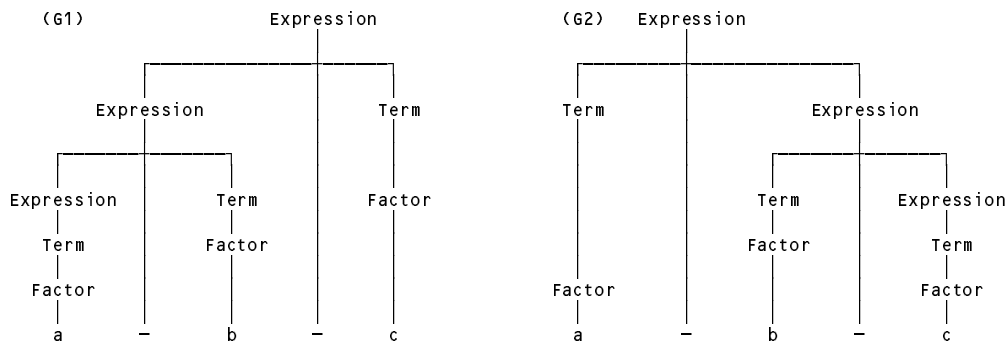 (G1) Expression (G2) Expression
Expression Term Term Expression
Expression Term Factor Term Expression
Term Factor Factor Term
Factor Factor Factor
a – b – c a – b – c